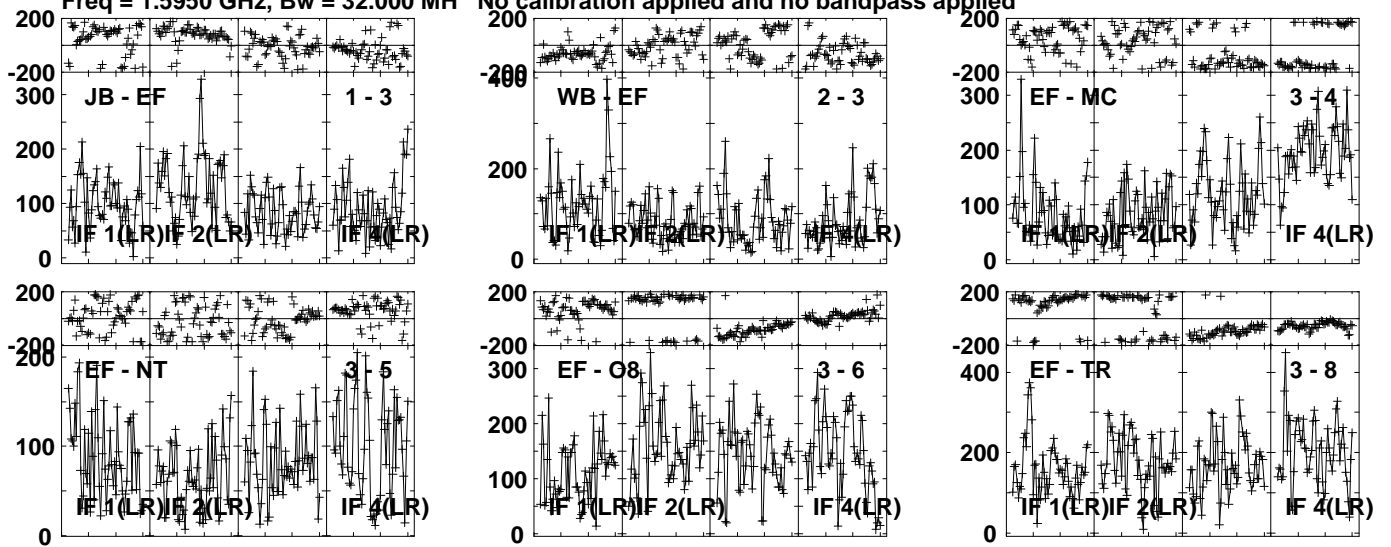 Freq = 1.5950 GHz, Bw = 32.000 MH No calibration applied and no bandpass applied
200
-200
JB - EF 1 - 3
300
200
100
0
IF 1(LR) IF 2(LR) IF 4(LR)
200
-200
400
WB - EF 2 - 3
200
0
IF 1(LR) IF 2(LR) IF 4(LR)
200
-200
EF - MC 3 - 4
300
200
100
0
IF 1(LR) IF 2(LR) IF 4(LR)
200
-200
200
EF - NT 3 - 5
100
0
IF 1(LR) IF 2(LR) IF 4(LR)
200
-200
EF - O8 3 - 6
300
200
100
0
IF 1(LR) IF 2(LR) IF 4(LR)
200
-200
EF - TR 3 - 8
400
200
0
IF 1(LR) IF 2(LR) IF 4(LR)